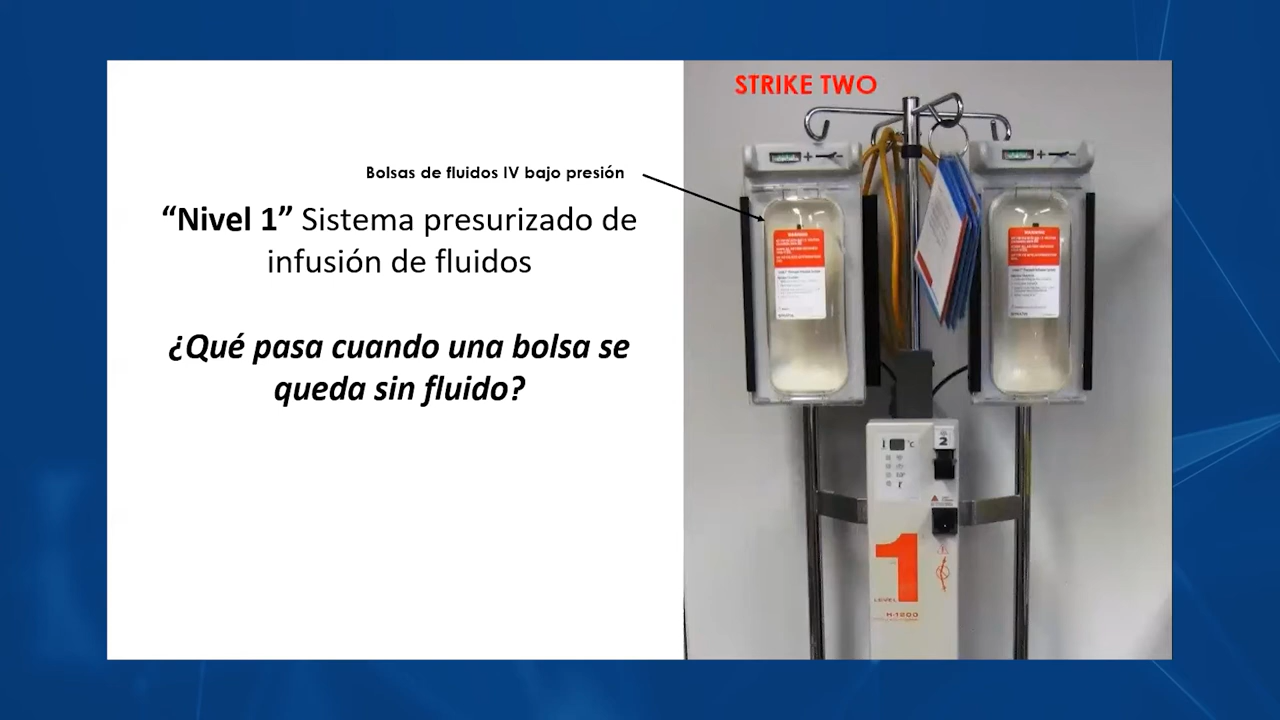 STRIKE TWO
Bolsas de fluidos IV bajo presión
“Nivel 1” Sistema presurizado de
infusión de fluidos
¿Qué pasa cuando una bolsa se
queda sin fluido?
WARNING
WARNING
°C
2
1
LEVEL